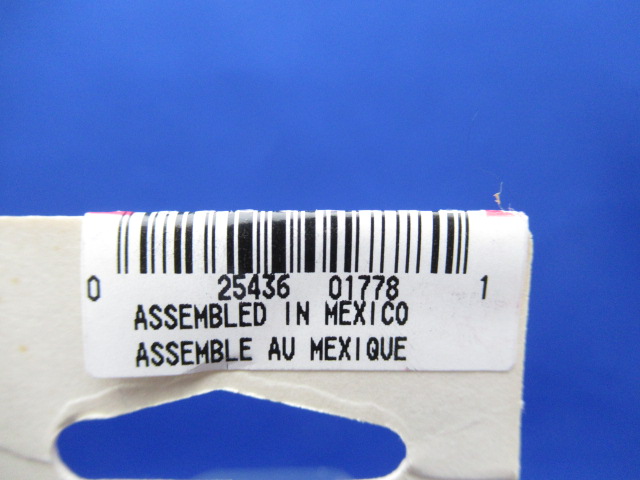 0 25436 01778 1
ASSEMBLED IN MEXICO
ASSEMBLE AU MEXIQUE